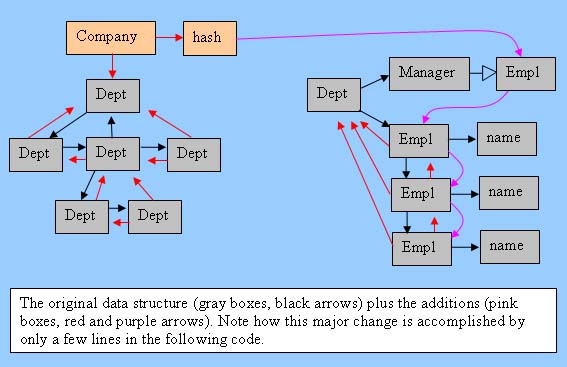 Company
hash
Manager
Empl
Dept
Dept
Empl
name
Dept
Dept
Dept
Empl
name
Dept
Dept
Empl
name
The original data structure (gray boxes, black arrows) plus the additions (pink
boxes, red and purple arrows). Note how this major change is accomplished by
only a few lines in the following code.